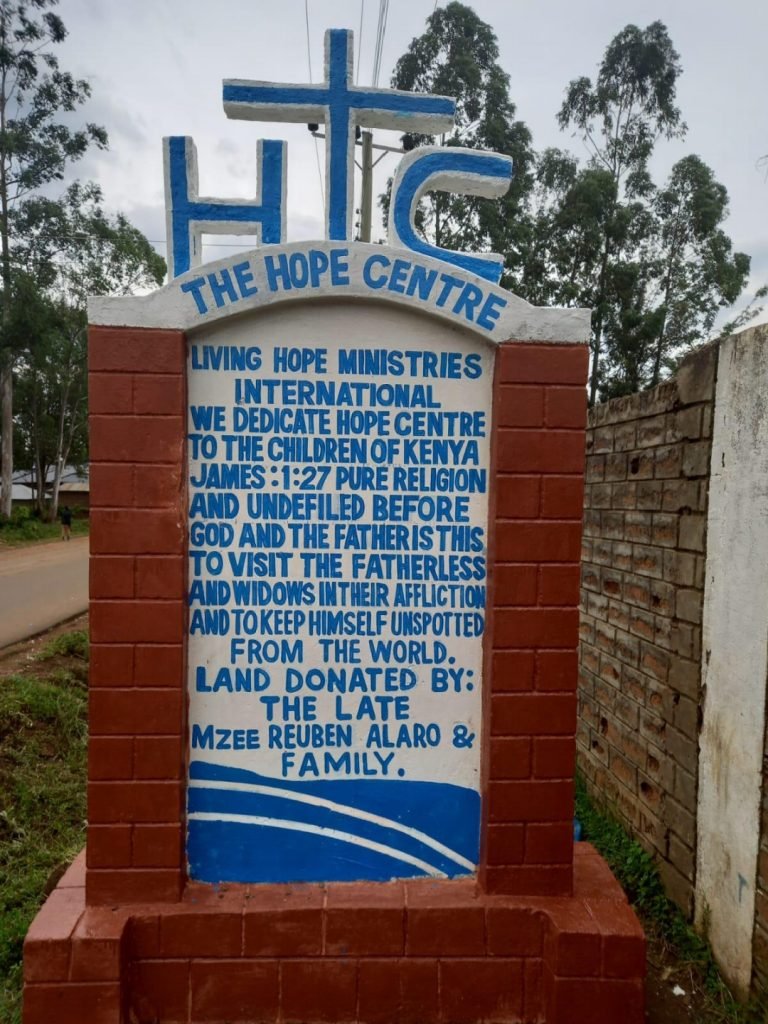 HTC
THE HOPE CENTRE
LIVING HOPE MINISTRIES
INTERNATIONAL
WE DEDICATE HOPE CENTRE
TO THE CHILDREN OF KENYA
JAMES :1:27 PURE RELIGION
AND UNDEFILED BEFORE
GOD AND THE FATHER IS THIS
TO VISIT THE FATHERLESS
AND WIDOWS IN THEIR AFFLICTION
AND TO KEEP HIMSELF UNSPOTTED
FROM THE WORLD.
LAND DONATED BY:
THE LATE
MZEE REUBEN ALARO &
FAMILY.